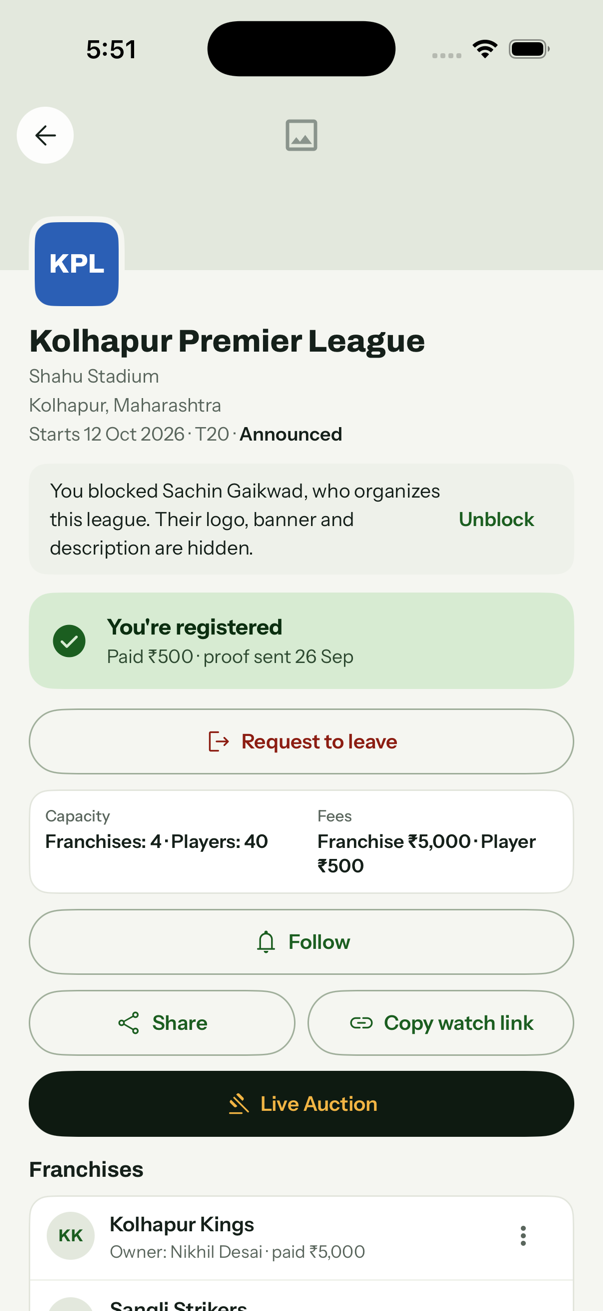 5:51
KPL
Kolhapur Premier League
Shahu Stadium
Kolhapur, Maharashtra
Starts 12 Oct 2026 · T20 · Announced
You blocked Sachin Gaikwad, who organizes
this league. Their logo, banner and
description are hidden.
Unblock
You're registered
Paid ₹500 · proof sent 26 Sep
Request to leave
Capacity
Franchises: 4 · Players: 40
Fees
Franchise ₹5,000 · Player
₹500
Follow
Share
Copy watch link
Live Auction
Franchises
KK
Kolhapur Kings
Owner: Nikhil Desai · paid ₹5,000
Sangli Strikers